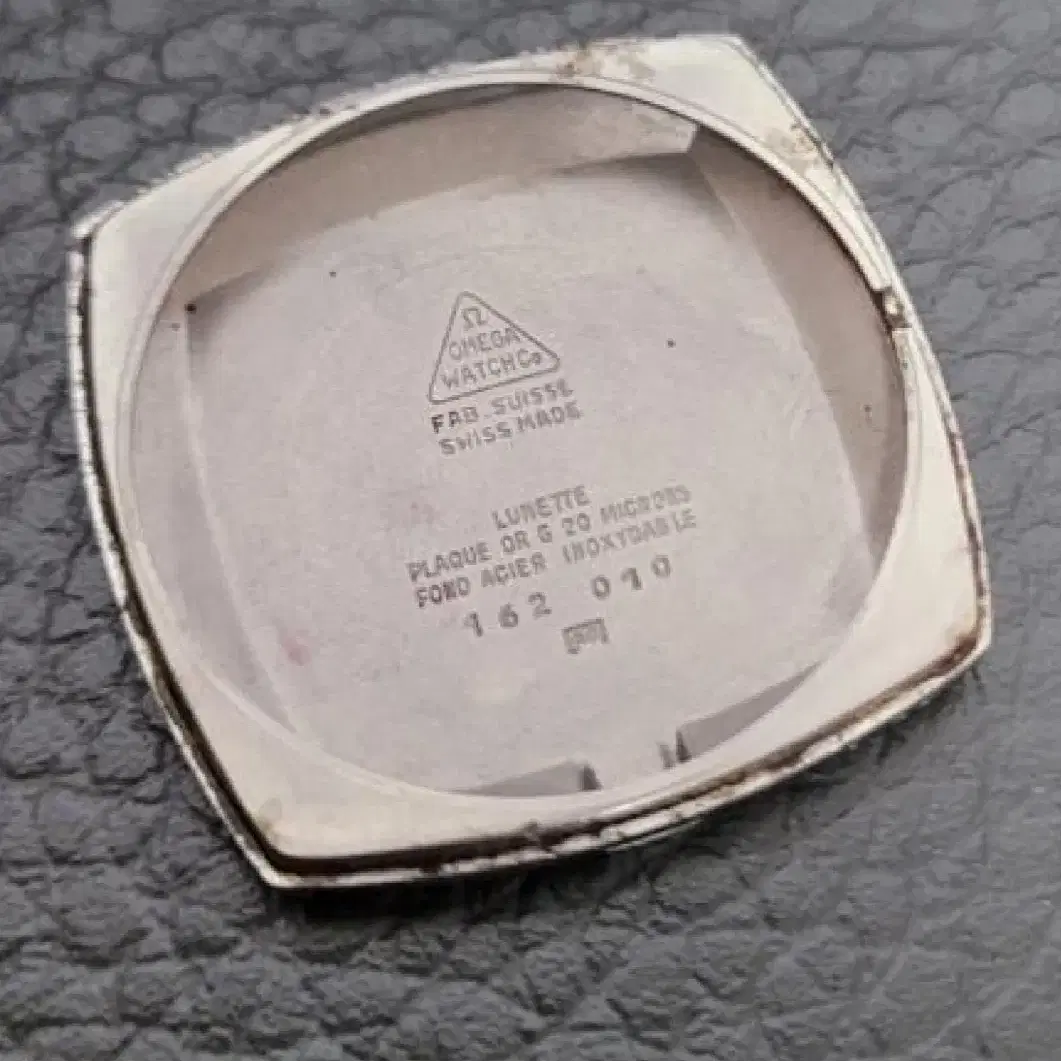 Ω
OMEGA
WATCH Co
FAB. SUISSE
SWISS MADE
LUNETTE
PLAQUE OR G 20 MICRONS
FOND ACIER INOXYDABLE
162 010